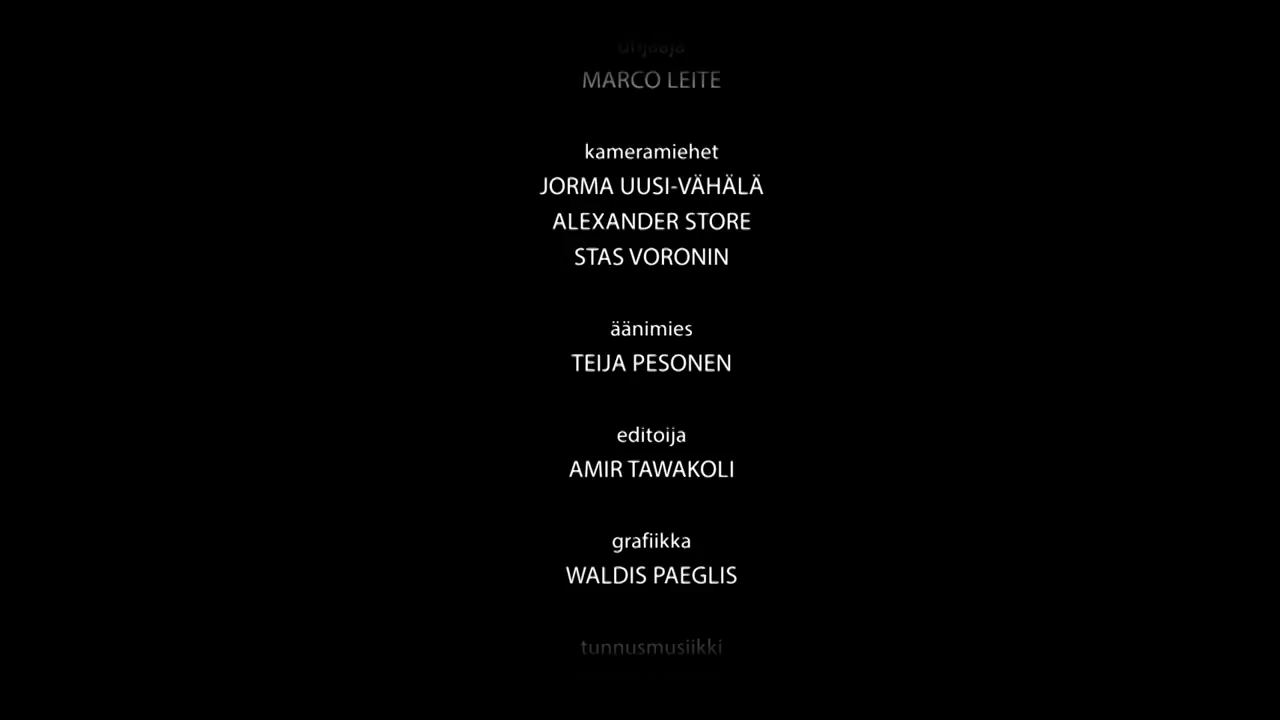 ohjaaja
MARCO LEITE
kameramiehet
JORMA UUSI-VÄHÄLÄ
ALEXANDER STORE
STAS VORONIN
äänimies
TEIJA PESONEN
editoija
AMIR TAWAKOLI
grafiikka
WALDIS PAEGLIS
tunnusmusiikki